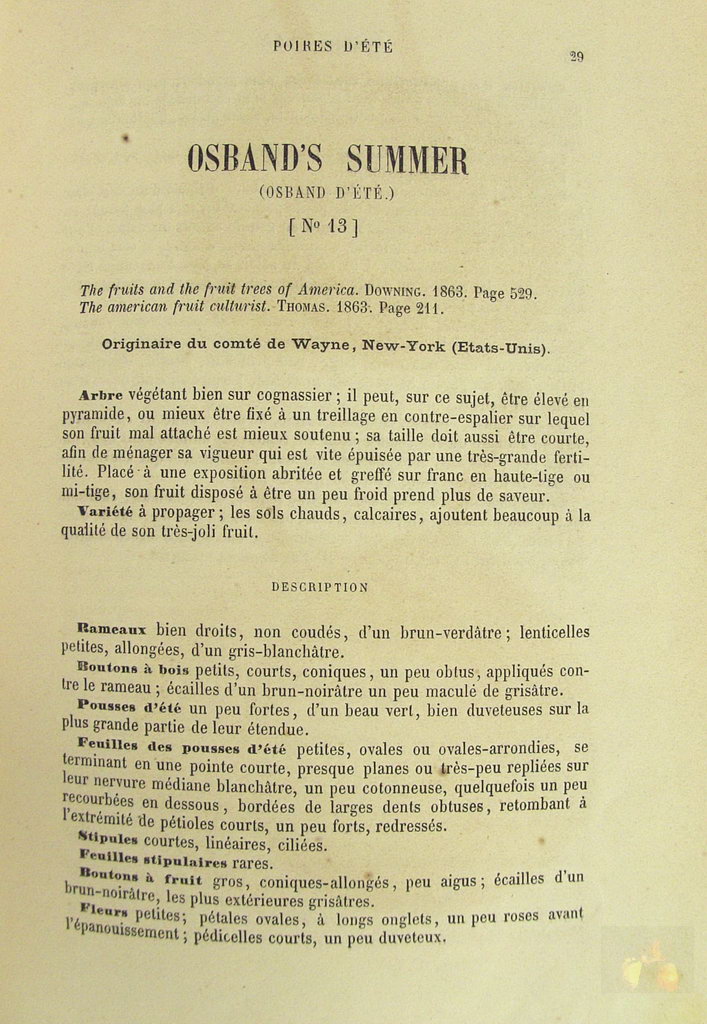 POIRES D'ÉTÉ
29
OSBAND'S SUMMER
(OSBAND D'ÉTÉ.)
[ Nº 13 ]
The fruits and the fruit trees of America. DOWNING. 1863. Page 529.
The american fruit culturist. THOMAS. 1863. Page 211.
Originaire du comté de Wayne, New-York (Etats-Unis).
Arbre végétant bien sur cognassier ; il peut, sur ce sujet, être élevé en
pyramide, ou mieux être fixé à un treillage en contre-espalier sur lequel
son fruit mal attaché est mieux soutenu ; sa taille doit aussi être courte,
afin de ménager sa vigueur qui est vite épuisée par une très-grande ferti-
lité. Placé à une exposition abritée et greffé sur franc en haute-tige ou
mi-tige, son fruit disposé à être un peu froid prend plus de saveur.
Variété à propager ; les sols chauds, calcaires, ajoutent beaucoup à la
qualité de son très-joli fruit.
DESCRIPTION
Rameaux bien droits, non coudés, d'un brun-verdâtre ; lenticelles
petites, allongées, d'un gris-blanchâtre.
Boutons à bois petits, courts, coniques, un peu obtus, appliqués con-
tre le rameau ; écailles d'un brun-noirâtre un peu maculé de grisâtre.
Pousses d'été un peu fortes, d'un beau vert, bien duveteuses sur la
plus grande partie de leur étendue.
Feuilles des pousses d'été petites, ovales ou ovales-arrondies, se
terminant en une pointe courte, presque planes ou très-peu repliées sur
leur nervure médiane blanchâtre, un peu cotonneuse, quelquefois un peu
recourbées en dessous, bordées de larges dents obtuses, retombant à
l'extrémité de pétioles courts, un peu forts, redressés.
Stipules courtes, linéaires, ciliées.
Feuilles stipulaires rares.
Boutons à fruit gros, coniques-allongés, peu aigus ; écailles d'un
brun-noirâtre, les plus extérieures grisâtres.
Fleurs petites ; pétales ovales, à longs onglets, un peu roses avant
l'épanouissement ; pédicelles courts, un peu duveteux.